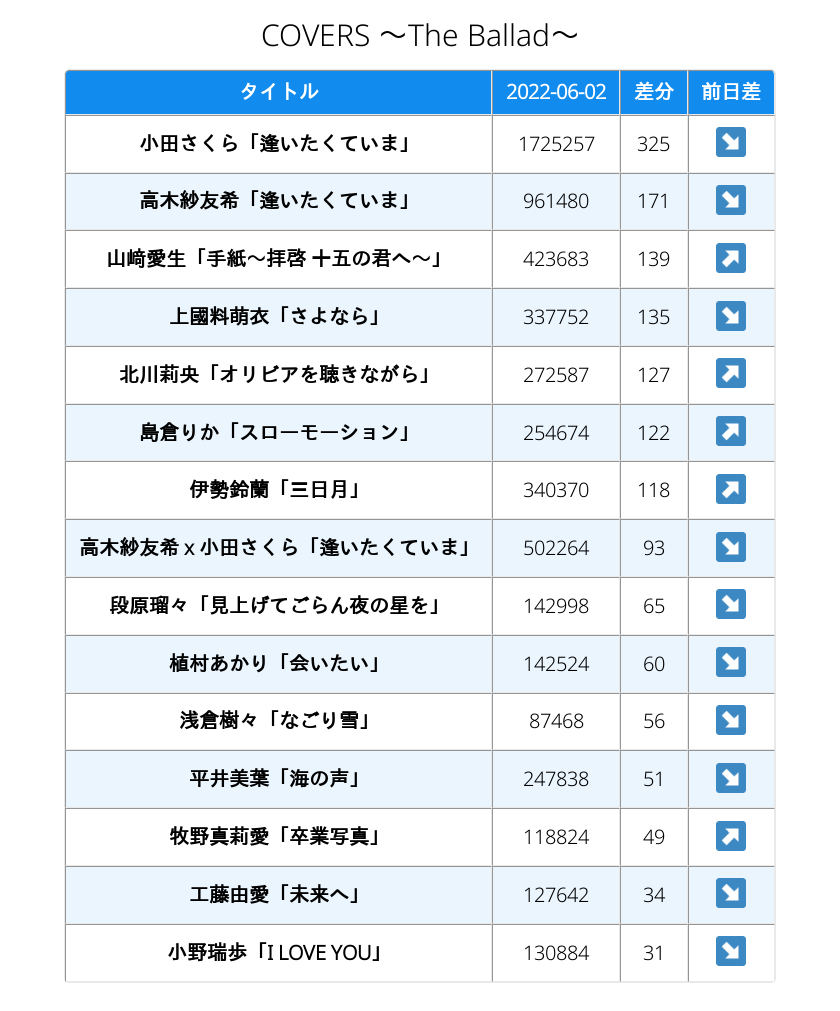 COVERS ～The Ballad～
タイトル 2022-06-02 差分 前日差
小田さくら「逢いたくていま」 1725257 325 ↘
高木紗友希「逢いたくていま」 961480 171 ↘
山﨑愛生「手紙～拝啓 十五の君へ～」 423683 139 ↗
上國料萌衣「さよなら」 337752 135 ↘
北川莉央「オリビアを聴きながら」 272587 127 ↗
島倉りか「スローモーション」 254674 122 ↗
伊勢鈴蘭「三日月」 340370 118 ↗
高木紗友希 x 小田さくら「逢いたくていま」 502264 93 ↘
段原瑠々「見上げてごらん夜の星を」 142998 65 ↘
植村あかり「会いたい」 142524 60 ↘
浅倉樹々「なごり雪」 87468 56 ↘
平井美葉「海の声」 247838 51 ↘
牧野真莉愛「卒業写真」 118824 49 ↗
工藤由愛「未来へ」 127642 34 ↘
小野瑞歩「I LOVE YOU」 130884 31 ↘